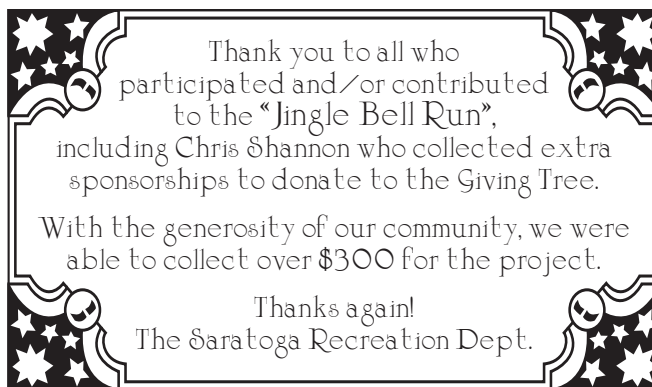 Thank you to all who
participated and/or contributed
to the “Jingle Bell Run”,
including Chris Shannon who collected extra
sponsorships to donate to the Giving Tree.
With the generosity of our community, we were
able to collect over $300 for the project.
Thanks again!
The Saratoga Recreation Dept.